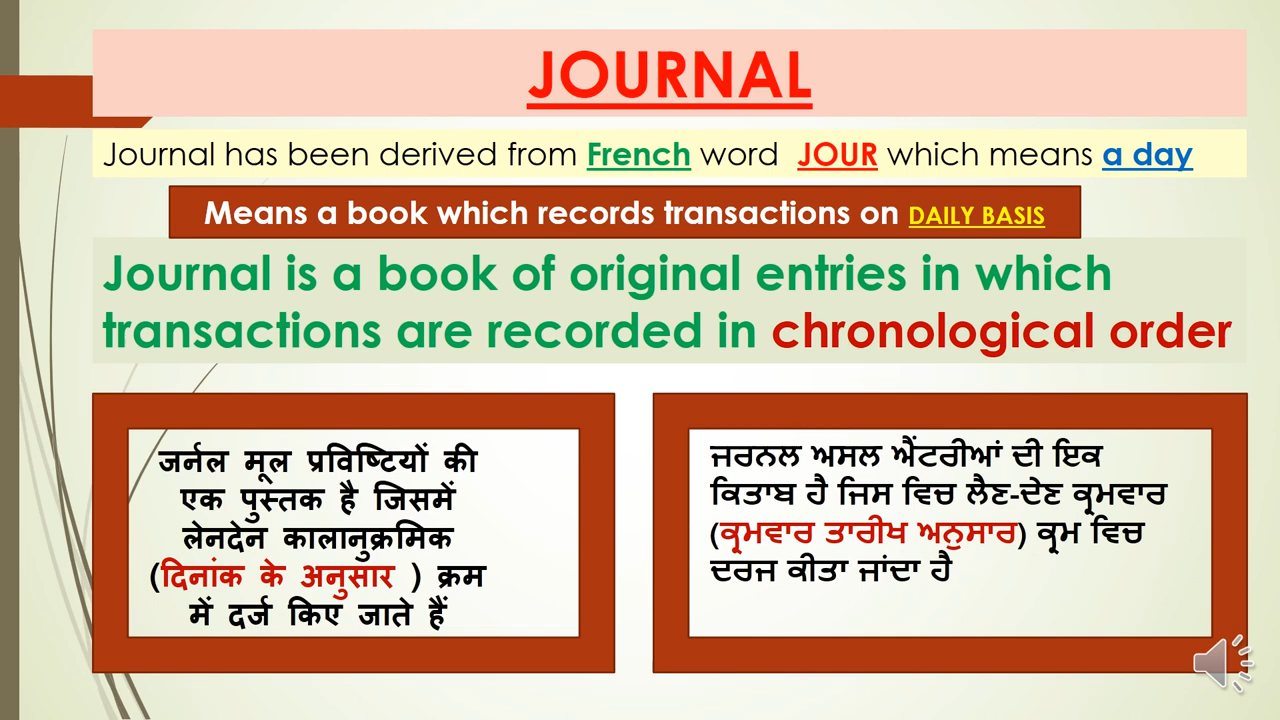 JOURNAL
Journal has been derived from French word JOUR which means a day
Means a book which records transactions on DAILY BASIS
Journal is a book of original entries in which
transactions are recorded in chronological order
जर्नल मूल प्रविष्टियों की
एक पुस्तक है जिसमें
लेनदेन कालानुक्रमिक
(दिनांक के अनुसार ) क्रम
में दर्ज किए जाते हैं
ਜਰਨਲ ਅਸਲ ਐਂਟਰੀਆਂ ਦੀ ਇਕ
ਕਿਤਾਬ ਹੈ ਜਿਸ ਵਿਚ ਲੈਣ-ਦੇਣ ਕ੍ਰਮਵਾਰ
(ਕ੍ਰਮਵਾਰ ਤਾਰੀਖ ਅਨੁਸਾਰ) ਕ੍ਰਮ ਵਿਚ
ਦਰਜ ਕੀਤਾ ਜਾਂਦਾ ਹੈ